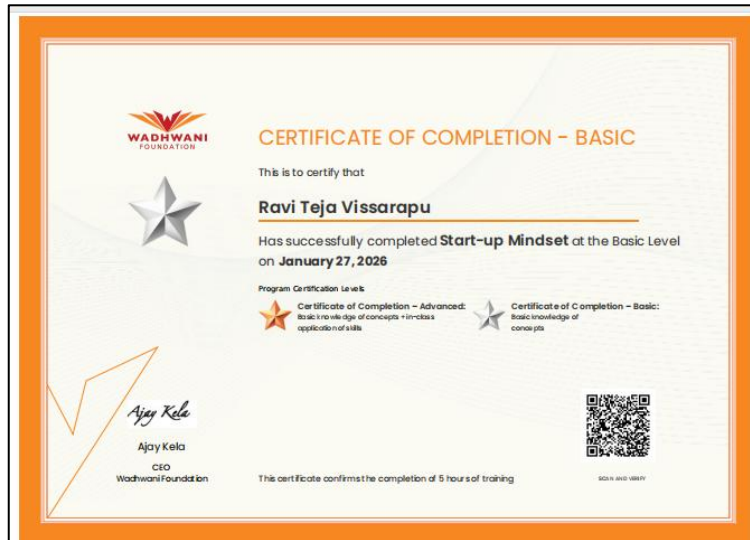 WADHWANI
FOUNDATION
CERTIFICATE OF COMPLETION - BASIC
This is to certify that
Ravi Teja Vissarapu
Has successfully completed Start-up Mindset at the Basic Level
on January 27, 2026
Program Certification Levels
Certificate of Completion – Advanced:
Basic knowledge of concepts + in-class
application of skills
Certificate of Completion – Basic:
Basic knowledge of
concepts
Ajay Kela
Ajay Kela
CEO
Wadhwani Foundation
This certificate confirms the completion of 5 hours of training
SCAN AND VERIFY